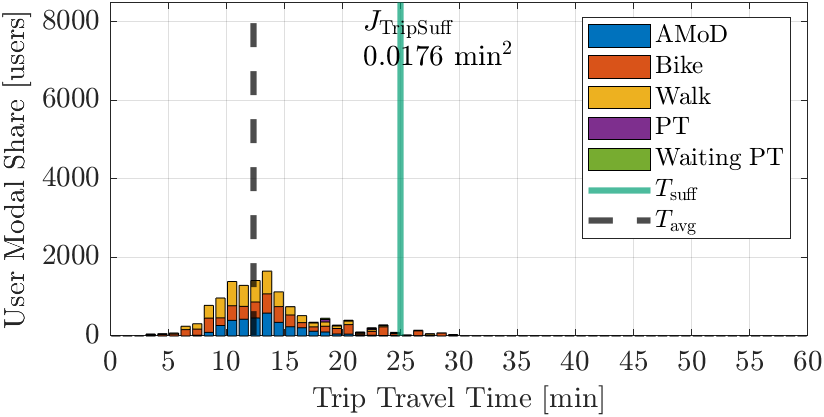 J_TripSuff
0.0176 min²
User Modal Share [users]
8000
6000
4000
2000
0
0 5 10 15 20 25 30 35 40 45 50 55 60
Trip Travel Time [min]
AMoD
Bike
Walk
PT
Waiting PT
T_suff
T_avg